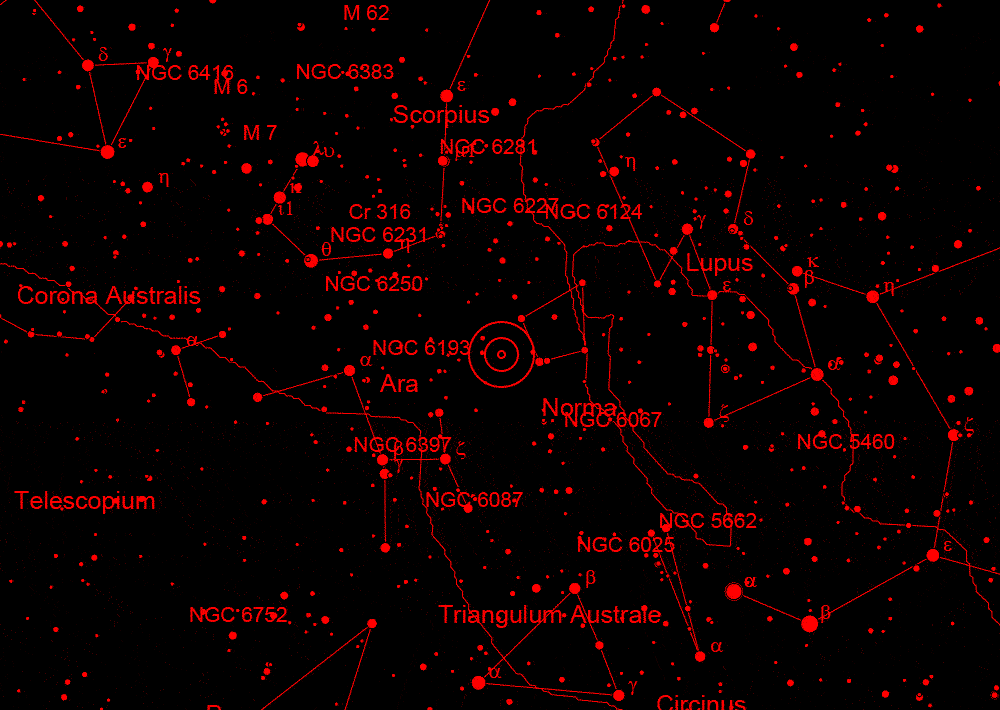 M 62
δ
γ
NGC 6416
NGC 6383
M 6
ε
Scorpius
M 7
ε
NGC 6281
λυ
η
η
κ
ι1
Cr 316
NGC 6227
NGC 6124
γ
δ
NGC 6231
η
θ
Lupus
κ
β
NGC 6250
ε
η
Corona Australis
α
NGC 6193
α
Ara
α
Norma
NGC 6067
ζ
ζ
NGC 6397
β
γ
ζ
NGC 5460
Telescopium
NGC 6087
NGC 5662
NGC 6025
ε
β
α
NGC 6752
Triangulum Australe
β
α
α
γ
Circinus